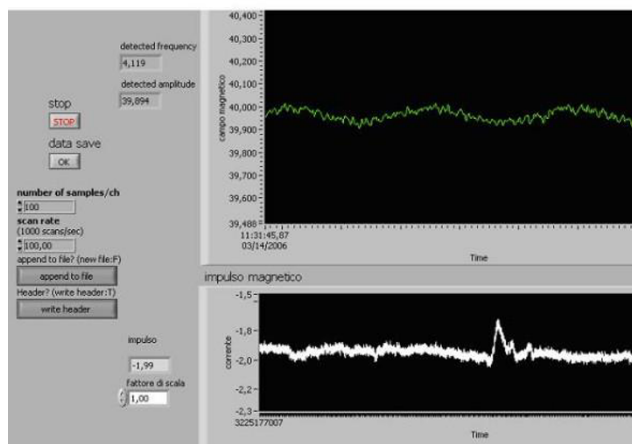 detected frequency
4,119
detected amplitude
39,894
stop
STOP
data save
OK
number of samples/ch
100
scan rate
(1000 scans/sec)
100,00
append to file? (new file:F)
append to file
Header? (write header:T)
write header
impulso
-1,99
fattore di scala
1,00
campo magnetico
40,400
40,300
40,200
40,100
40,000
39,900
39,800
39,700
39,600
39,488
11:31:45,87
03/14/2006
Time
impulso magnetico
corrente
-1,5
-1,8
-2,0
-2,2
-2,3
3225177007
Time